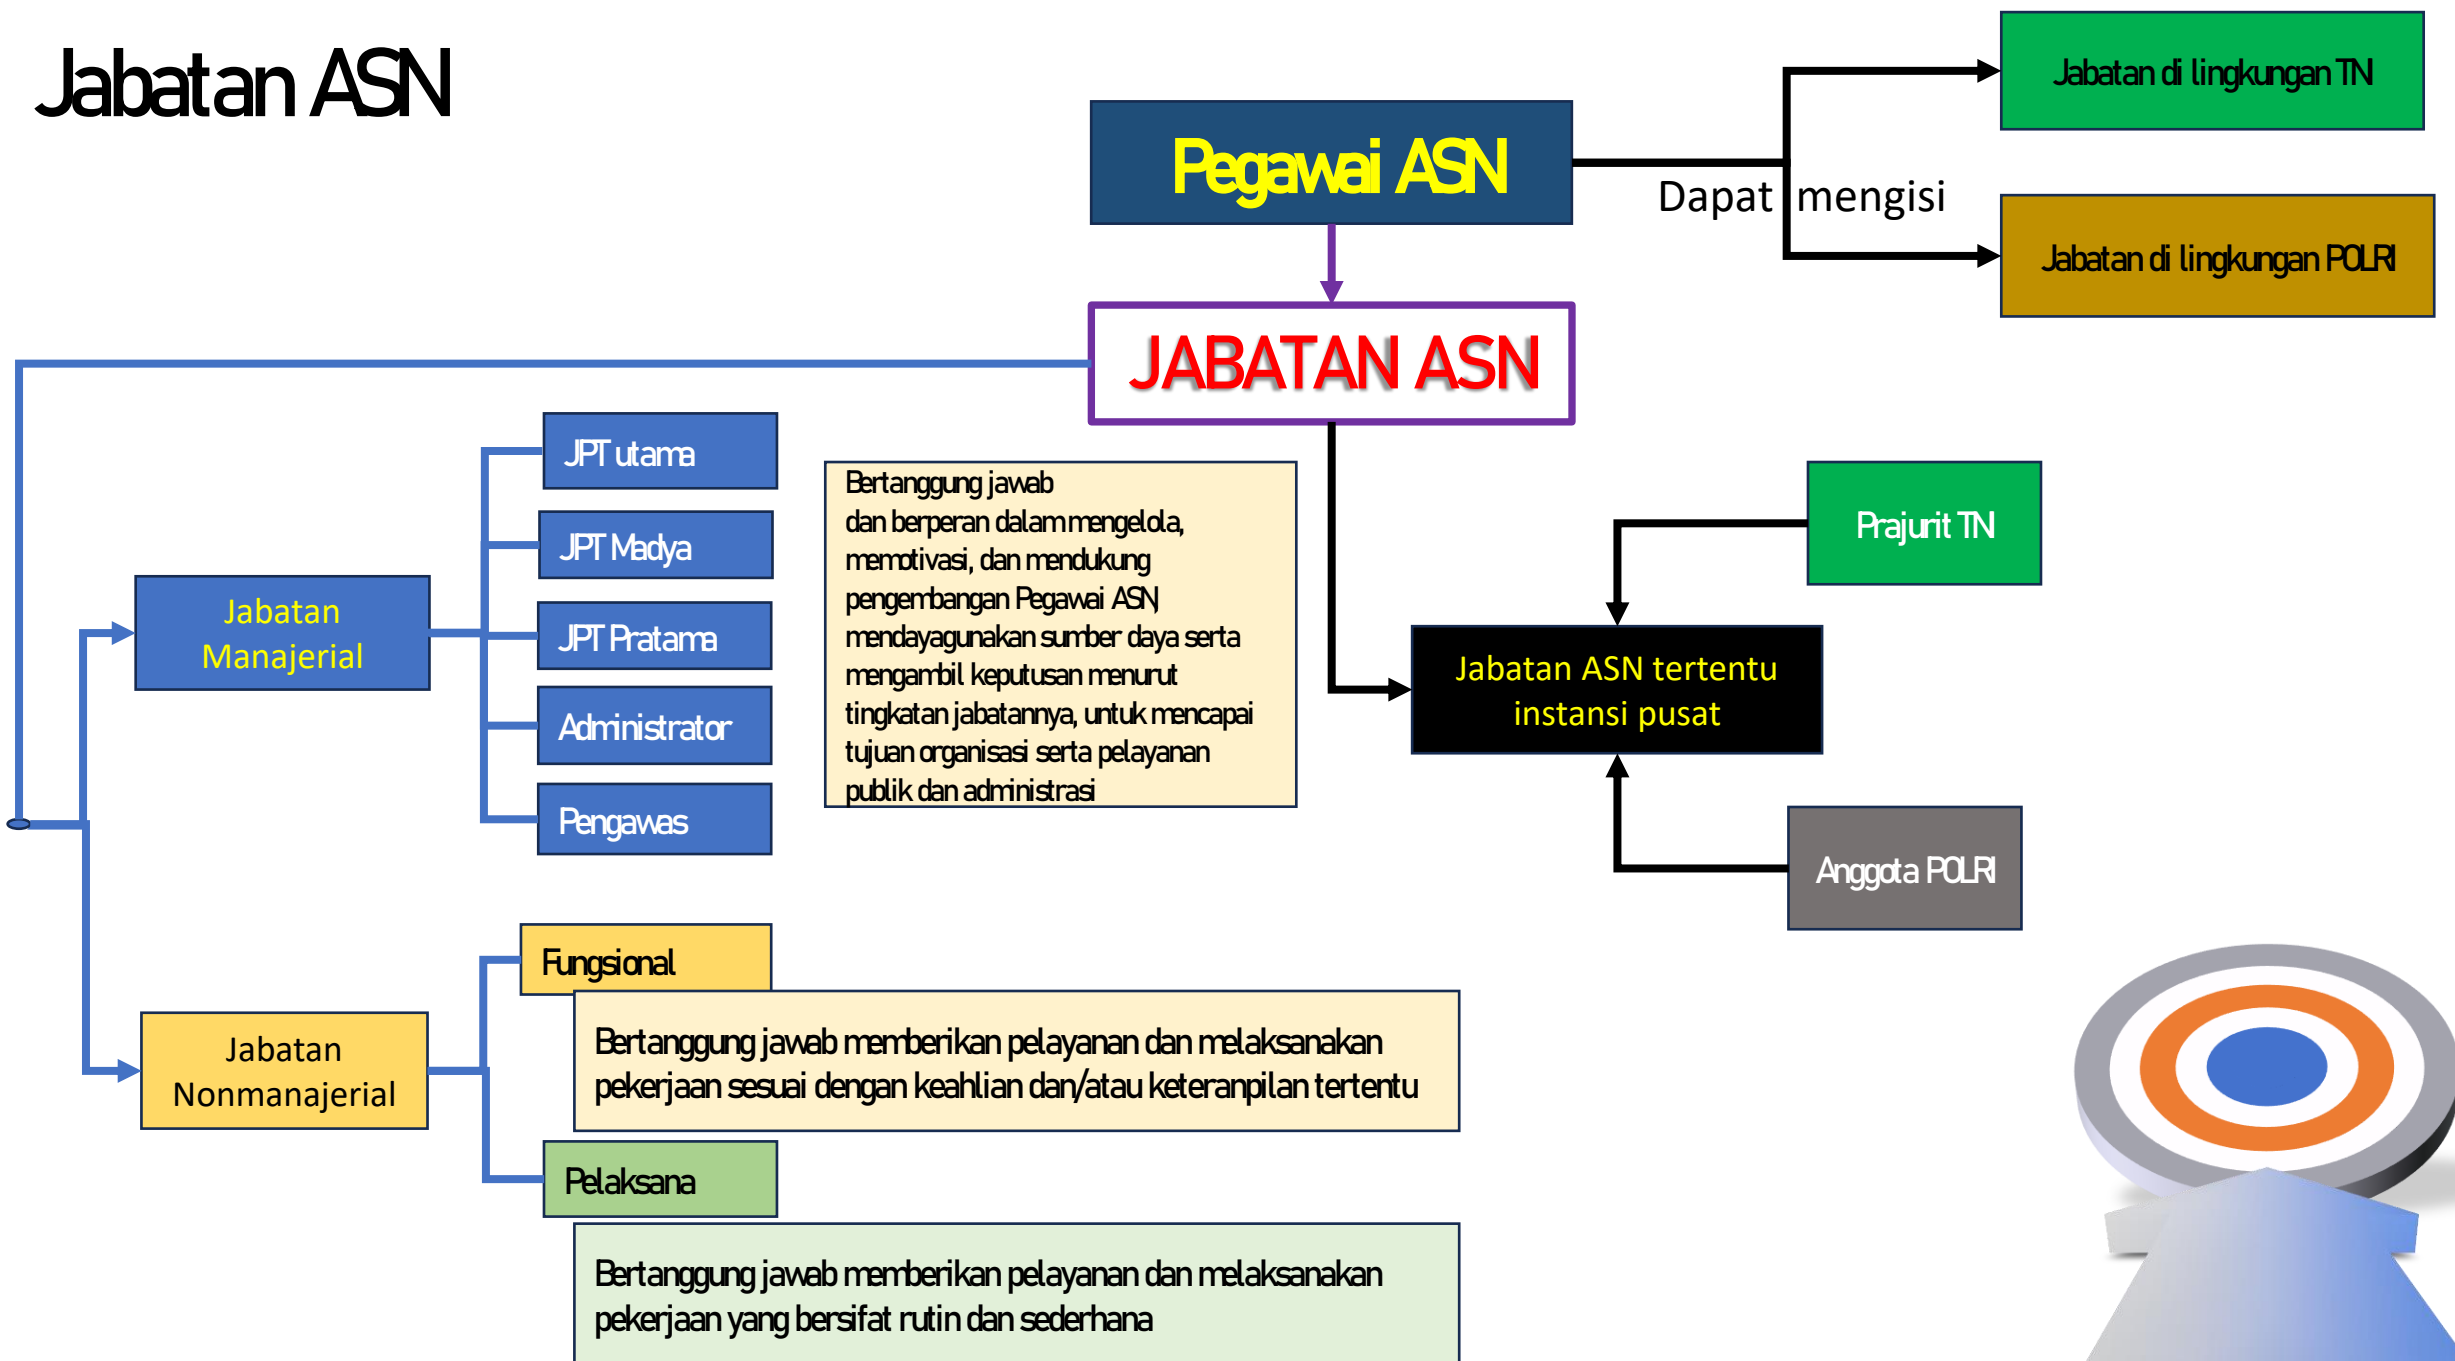 Jabatan ASN
Pegawai ASN
Dapat mengisi
Jabatan di lingkungan TNI
Jabatan di lingkungan POLRI
JABATAN ASN
Jabatan
Manajerial
JPT utama
JPT Madya
JPT Pratama
Administrator
Pengawas
Bertanggung jawab
dan berperan dalam mengelola,
memotivasi, dan mendukung
pengembangan Pegawai ASN,
mendayagunakan sumber daya serta
mengambil keputusan menurut
tingkatan jabatannya, untuk mencapai
tujuan organisasi serta pelayanan
publik dan administrasi
Prajurit TNI
Jabatan ASN tertentu
instansi pusat
Anggota POLRI
Jabatan
Nonmanajerial
Fungsional
Bertanggung jawab memberikan pelayanan dan melaksanakan
pekerjaan sesuai dengan keahlian dan/atau keteranpilan tertentu
Pelaksana
Bertanggung jawab memberikan pelayanan dan melaksanakan
pekerjaan yang bersifat rutin dan sederhana